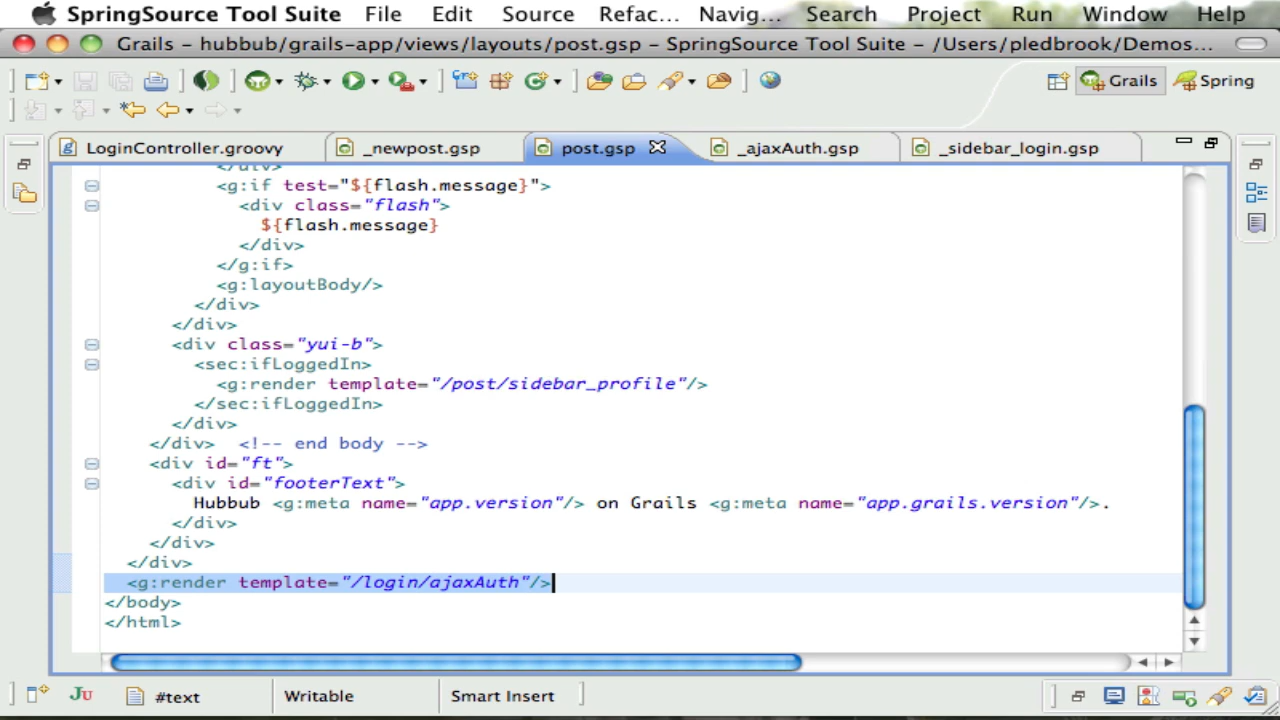 SpringSource Tool Suite File Edit Source Refac... Navig... Search Project Run Window Help
Grails – hubbub/grails-app/views/layouts/post.gsp – SpringSource Tool Suite – /Users/pledbrook/Demos...
Grails Spring
LoginController.groovy _newpost.gsp post.gsp _ajaxAuth.gsp _sidebar_login.gsp
</div>
<g:if test="${flash.message}">
<div class="flash">
${flash.message}
</div>
</g:if>
<g:layoutBody/>
</div>
</div>
<div class="yui-b">
<sec:ifLoggedIn>
<g:render template="/post/sidebar_profile"/>
</sec:ifLoggedIn>
</div>
</div> <!-- end body -->
<div id="ft">
<div id="footerText">
Hubbub <g:meta name="app.version"/> on Grails <g:meta name="app.grails.version"/>.
</div>
</div>
</div>
<g:render template="/login/ajaxAuth"/>
</body>
</html>
Ju #text Writable Smart Insert